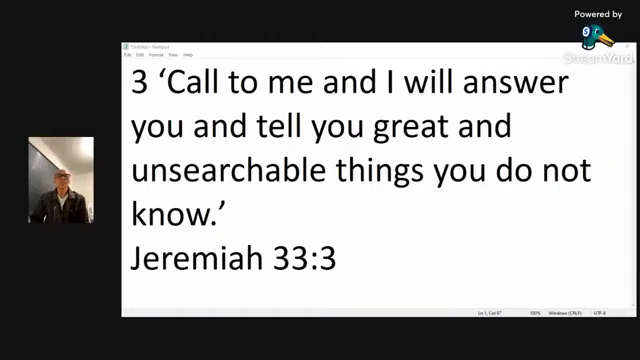 Powered by
StreamYard
*Untitled - Notepad
File Edit Format View Help
3 ‘Call to me and I will answer
you and tell you great and
unsearchable things you do not
know.’
Jeremiah 33:3
Ln 1, Col 97 100% Windows (CRLF) UTF-8